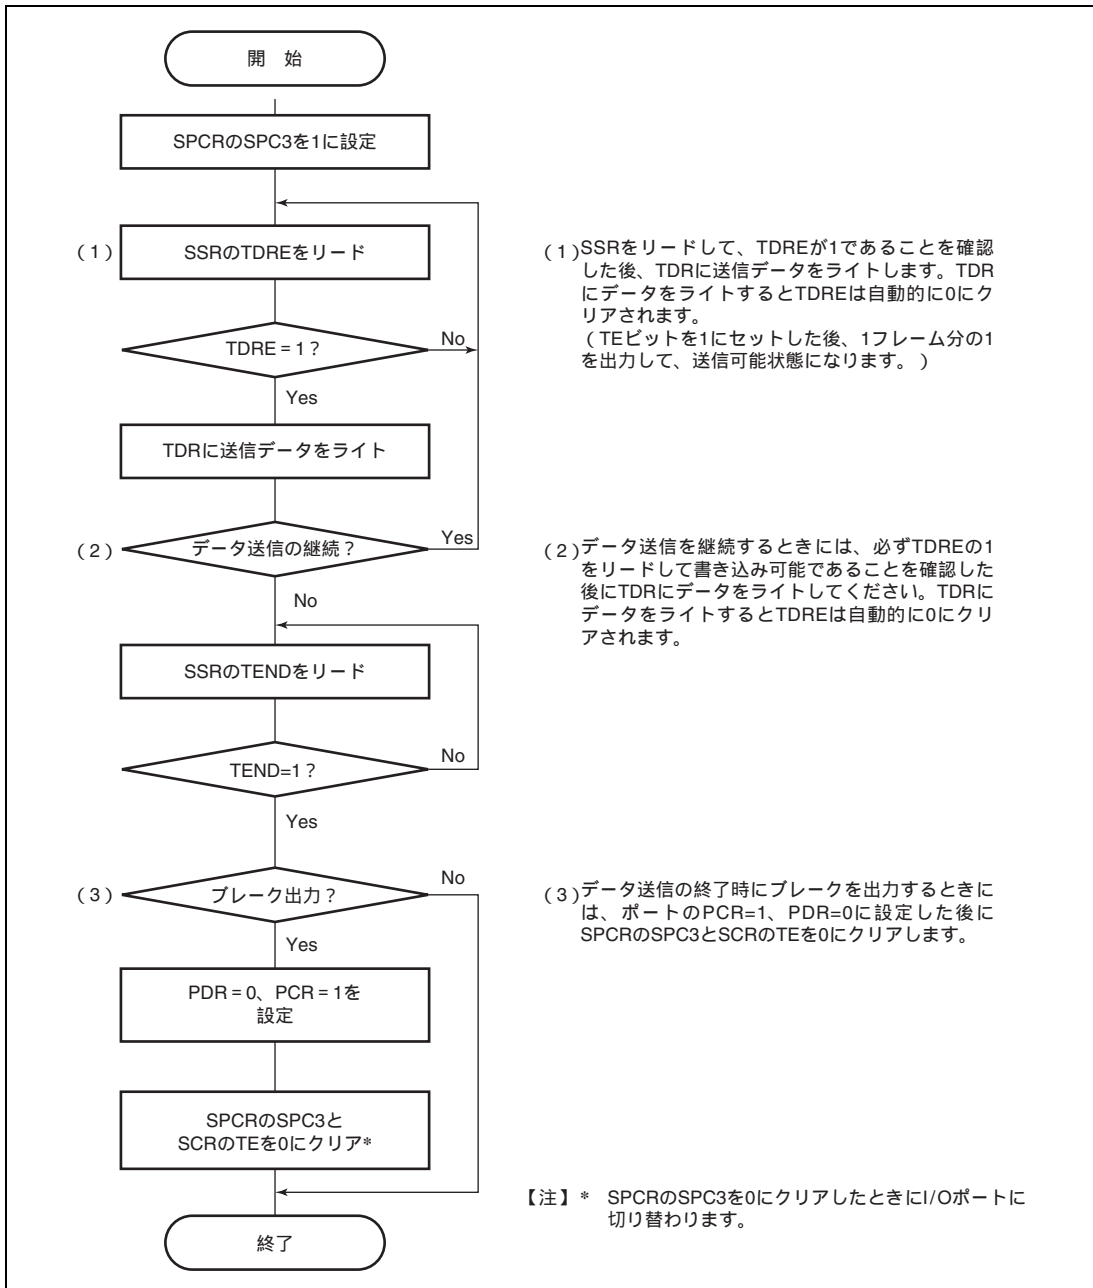 開 始
SPCRのSPC3を1に設定
(1)
SSRのTDREをリード
TDRE = 1?
No
Yes
TDRに送信データをライト
(2)
データ送信の継続?
Yes
No
SSRのTENDをリード
TEND=1?
No
Yes
(3)
ブレーク出力?
No
Yes
PDR = 0、PCR = 1を
設定
SPCRのSPC3と
SCRのTEを0にクリア*
終了
(1)SSRをリードして、TDREが1であることを確認
した後、TDRに送信データをライトします。TDR
にデータをライトするとTDREは自動的に0にク
リアされます。
(TEビットを1にセットした後、1フレーム分の1
を出力して、送信可能状態になります。)
(2)データ送信を継続するときには、必ずTDREの1
をリードして書き込み可能であることを確認した
後にTDRにデータをライトしてください。TDRに
データをライトするとTDREは自動的に0にクリ
アされます。
(3)データ送信の終了時にブレークを出力するときに
は、ポートのPCR=1、PDR=0に設定した後に
SPCRのSPC3とSCRのTEを0にクリアします。
【注】* SPCRのSPC3を0にクリアしたときにI/Oポートに
切り替わります。